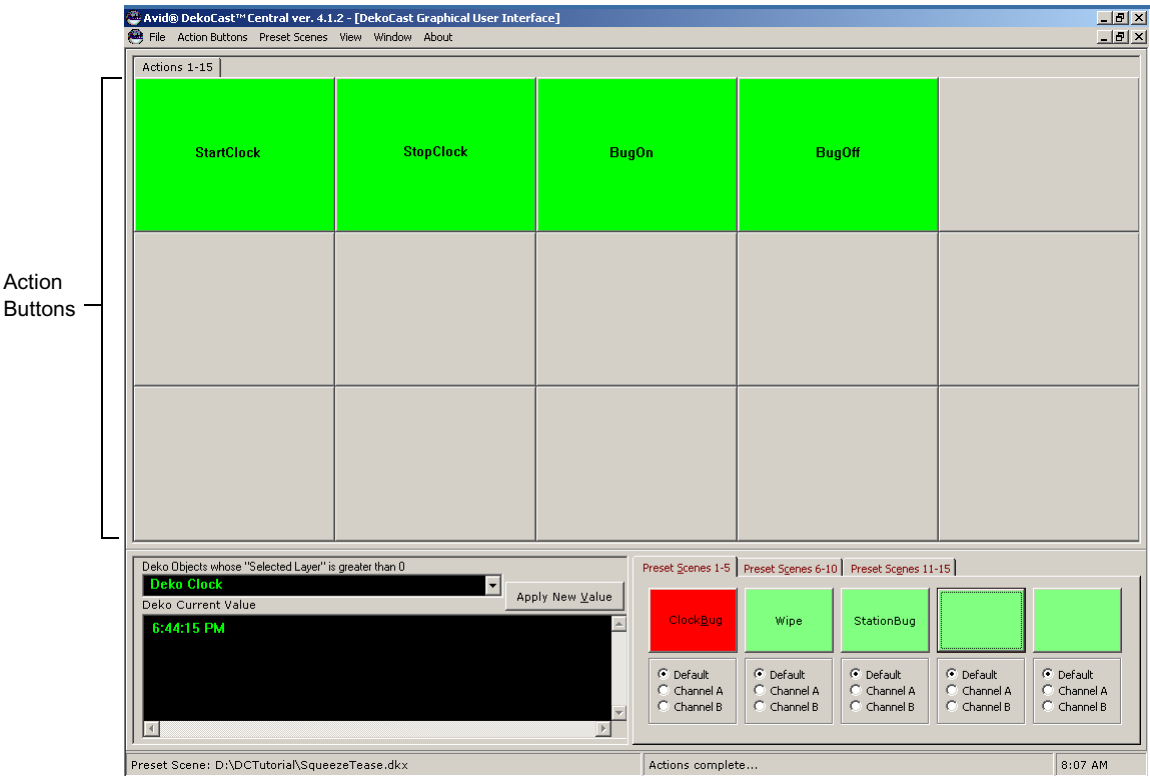 Avid® DekoCast™ Central ver. 4.1.2 - [DekoCast Graphical User Interface]
File Action Buttons Preset Scenes View Window About
Actions 1-15
StartClock StopClock BugOn BugOff
Action
Buttons
Deko Objects whose "Selected Layer" is greater than 0
Deko Clock
Apply New Value
Deko Current Value
6:44:15 PM
Preset Scenes 1-5 Preset Scenes 6-10 Preset Scenes 11-15
ClockBug Wipe StationBug
Default Default Default Default Default
Channel A Channel A Channel A Channel A Channel A
Channel B Channel B Channel B Channel B Channel B
Preset Scene: D:\DCTutorial\SqueezeTease.dkx Actions complete... 8:07 AM